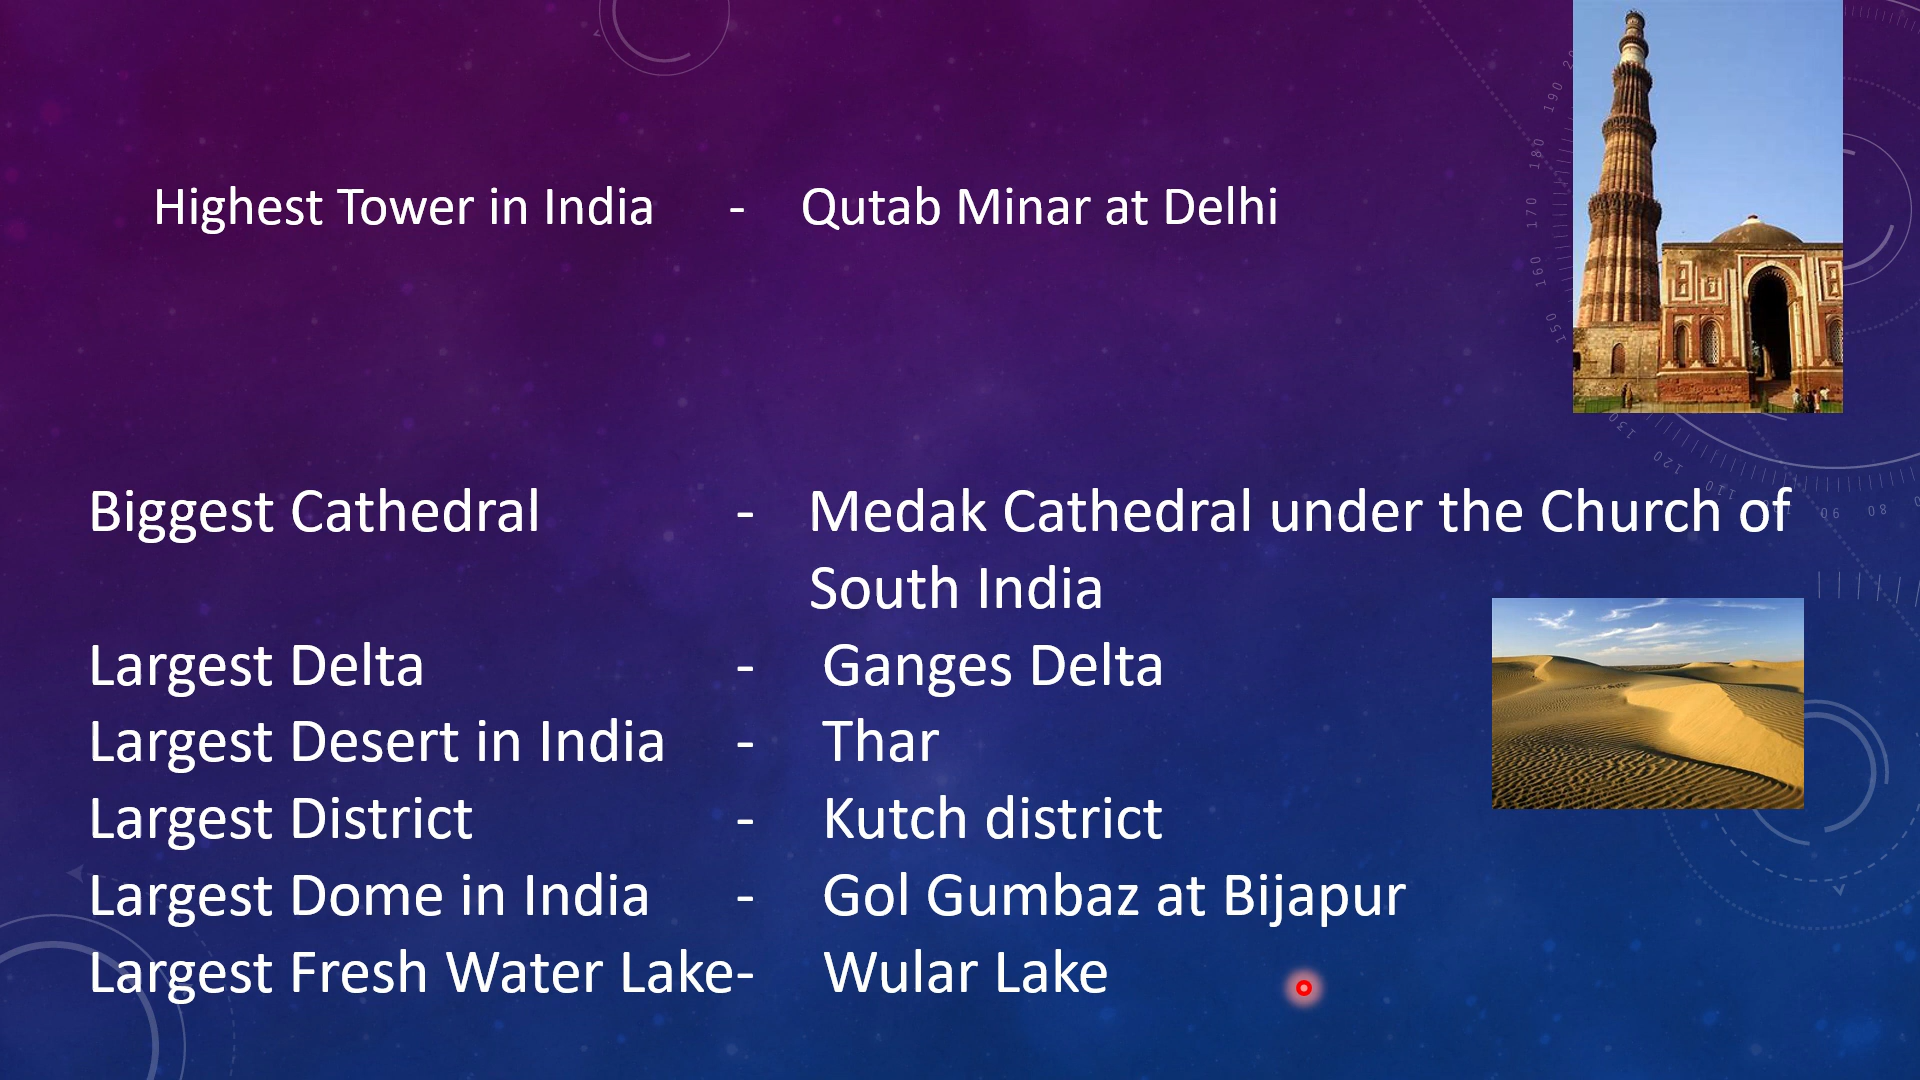 Highest Tower in India - Qutab Minar at Delhi
Biggest Cathedral - Medak Cathedral under the Church of
South India
Largest Delta - Ganges Delta
Largest Desert in India - Thar
Largest District - Kutch district
Largest Dome in India - Gol Gumbaz at Bijapur
Largest Fresh Water Lake- Wular Lake